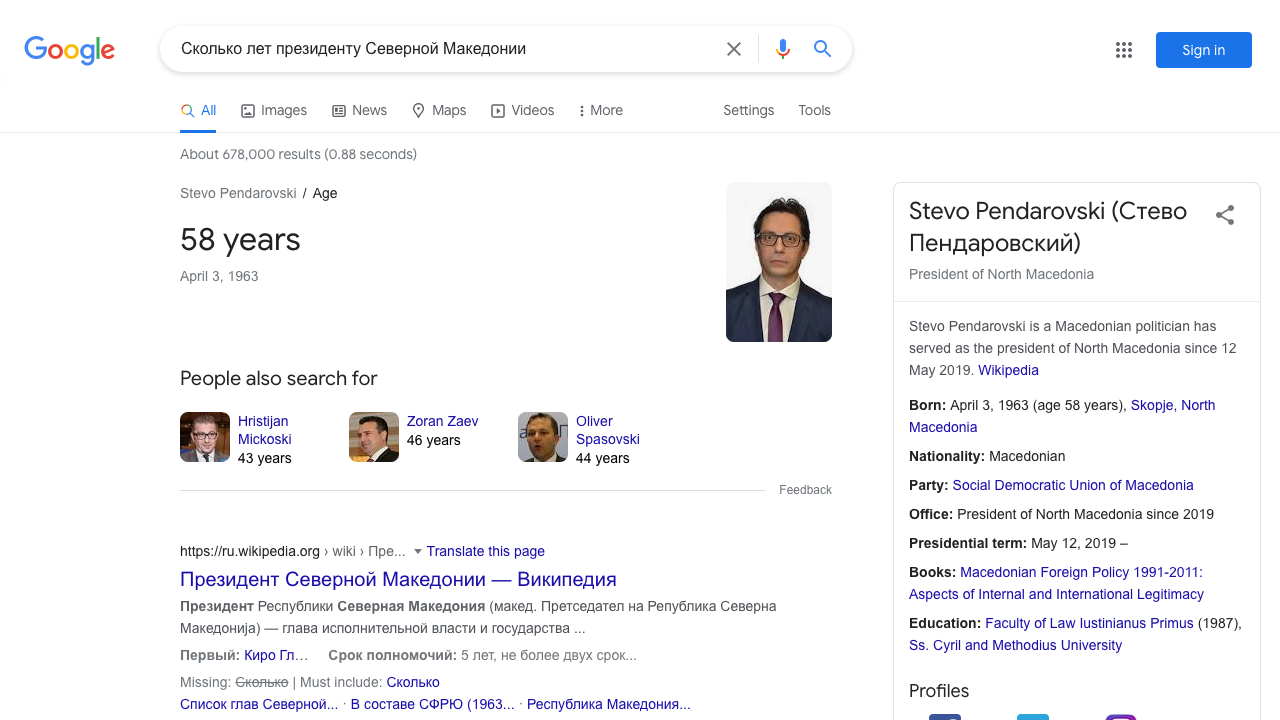 Google
Сколько лет президенту Северной Македонии
Sign in
All
Images
News
Maps
Videos
More
Settings
Tools
About 678,000 results (0.88 seconds)
Stevo Pendarovski / Age
58 years
April 3, 1963
People also search for
Hristijan
Mickoski
43 years
Zoran Zaev
46 years
Oliver
Spasovski
44 years
Feedback
https://ru.wikipedia.org › wiki › Пре... Translate this page
Президент Северной Македонии — Википедия
Президент Республики Северная Македония (макед. Претседател на Република Северна
Македонија) — глава исполнительной власти и государства ...
Первый: Киро Гл… Срок полномочий: 5 лет, не более двух срок...
Missing: Сколько | Must include: Сколько
Список глав Северной... · В составе СФРЮ (1963... · Республика Македония...
Stevo Pendarovski (Стево
Пендаровский)
President of North Macedonia
Stevo Pendarovski is a Macedonian politician has
served as the president of North Macedonia since 12
May 2019. Wikipedia
Born: April 3, 1963 (age 58 years), Skopje, North
Macedonia
Nationality: Macedonian
Party: Social Democratic Union of Macedonia
Office: President of North Macedonia since 2019
Presidential term: May 12, 2019 –
Books: Macedonian Foreign Policy 1991-2011:
Aspects of Internal and International Legitimacy
Education: Faculty of Law Iustinianus Primus (1987),
Ss. Cyril and Methodius University
Profiles